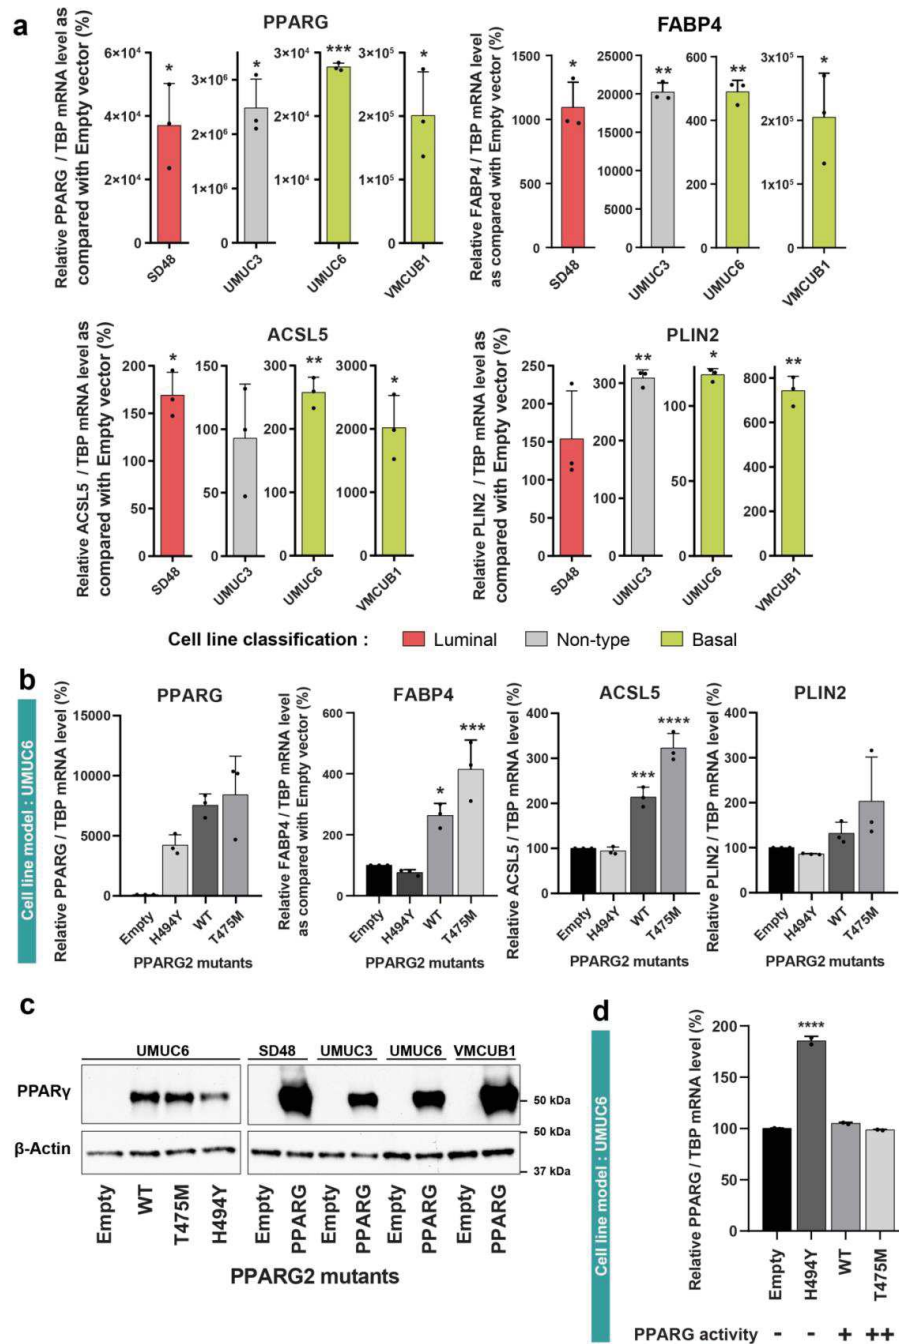 a
PPARG
Relative PPARG / TBP mRNA level as
compared with Empty vector (%)
6×10⁴
4×10⁴
2×10⁴
0
*
SD48
3×10⁶
2×10⁶
1×10⁶
0
*
UMUC3
3×10⁴
2×10⁴
1×10⁴
0
***
UMUC6
3×10⁵
2×10⁵
1×10⁵
0
*
VMCUB1
FABP4
Relative FABP4 / TBP mRNA level
as compared with Empty vector (%)
1000
500
0
*
SD48
25000
20000
15000
10000
5000
0
**
UMUC3
600
400
200
0
**
UMUC6
3×10⁵
2×10⁵
1×10⁵
0
*
VMCUB1
ACSL5
Relative ACSL5 / TBP mRNA level as
compared with Empty vector (%)
200
150
100
50
0
*
SD48
150
100
50
0
UMUC3
300
200
100
0
**
UMUC6
3000
2000
1000
0
*
VMCUB1
PLIN2
Relative PLIN2 / TBP mRNA level as
compared with Empty vector (%)
250
200
150
100
50
0
SD48
300
200
100
0
**
UMUC3
100
50
0
*
UMUC6
800
600
400
200
0
**
VMCUB1
Cell line classification :
Luminal
Non-type
Basal
b
Cell line model : UMUC6
PPARG
Relative PPARG / TBP mRNA level (%)
15000
10000
5000
0
Empty
H494Y
WT
T475M
PPARG2 mutants
FABP4
Relative FABP4 / TBP mRNA level
as compared with Empty vector (%)
600
400
200
0
*
***
Empty
H494Y
WT
T475M
PPARG2 mutants
ACSL5
Relative ACSL5 / TBP mRNA level (%)
400
300
200
100
0
***
****
Empty
H494Y
WT
T475M
PPARG2 mutants
PLIN2
Relative PLIN2 / TBP mRNA level (%)
400
300
200
100
0
Empty
H494Y
WT
T475M
PPARG2 mutants
c
UMUC6
SD48
UMUC3
UMUC6
VMCUB1
PPARγ
50 kDa
50 kDa
β-Actin
37 kDa
Empty
WT
T475M
H494Y
Empty
PPARG
Empty
PPARG
Empty
PPARG
Empty
PPARG
PPARG2 mutants
d
Cell line model : UMUC6
Relative PPARG / TBP mRNA level (%)
200
150
100
50
0
****
Empty
H494Y
WT
T475M
PPARG activity - - + ++